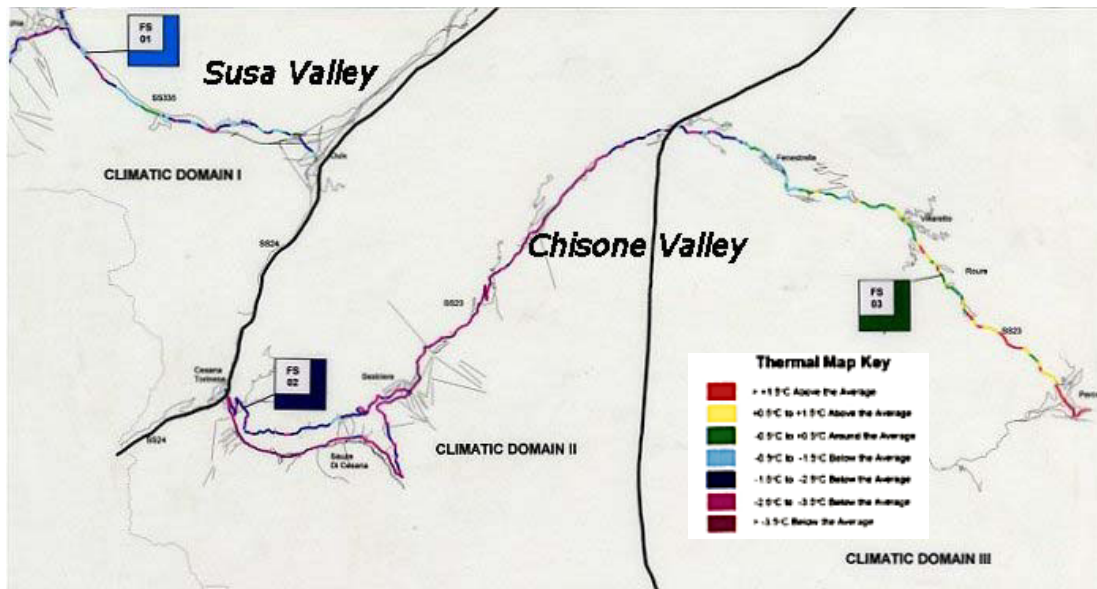 FS
01
Susa Valley
SS335
CLIMATIC DOMAIN I
Fenestrelle
Villaretto
SS24
Chisone Valley
Roure
FS
03
SS23
SS23
Thermal Map Key
Cesana
Torinese
FS
02
Sestriere
> +1.5°C Above the Average
+0.5°C to +1.5°C Above the Average
-0.5°C to +0.5°C Around the Average
-0.5°C to -1.5°C Below the Average
-1.5°C to -2.5°C Below the Average
-2.5°C to -3.5°C Below the Average
> -3.5°C Below the Average
SS24
Sauze
Di Cesana
CLIMATIC DOMAIN II
CLIMATIC DOMAIN III